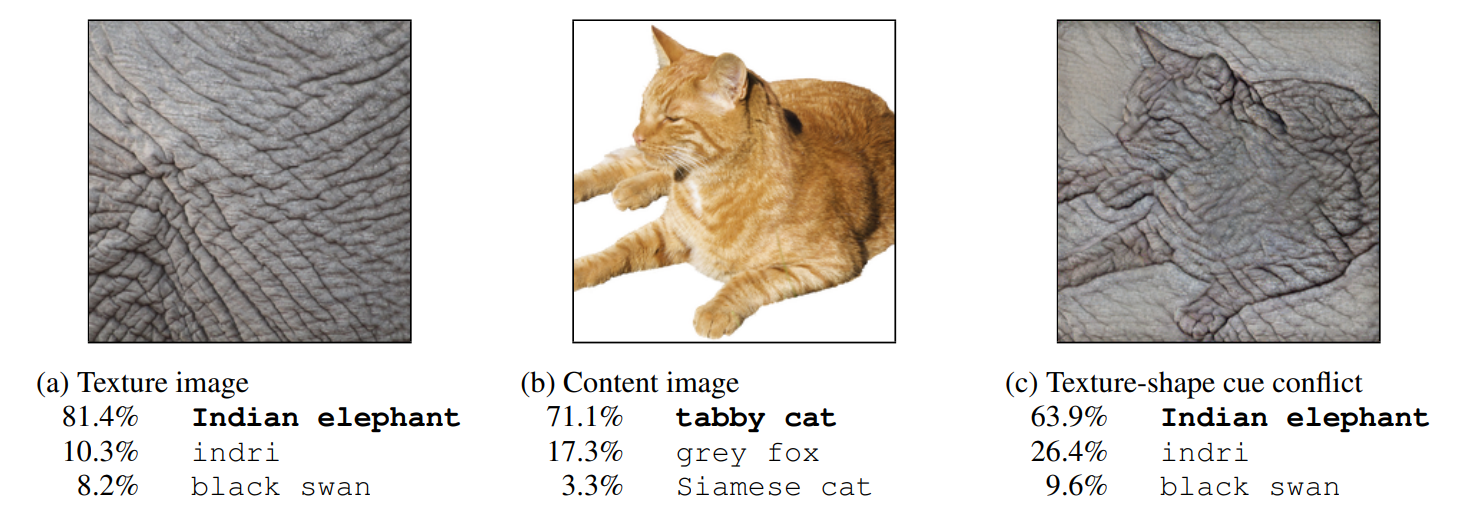 (a) Texture image
81.4% Indian elephant
10.3% indri
8.2% black swan
(b) Content image
71.1% tabby cat
17.3% grey fox
3.3% Siamese cat
(c) Texture-shape cue conflict
63.9% Indian elephant
26.4% indri
9.6% black swan